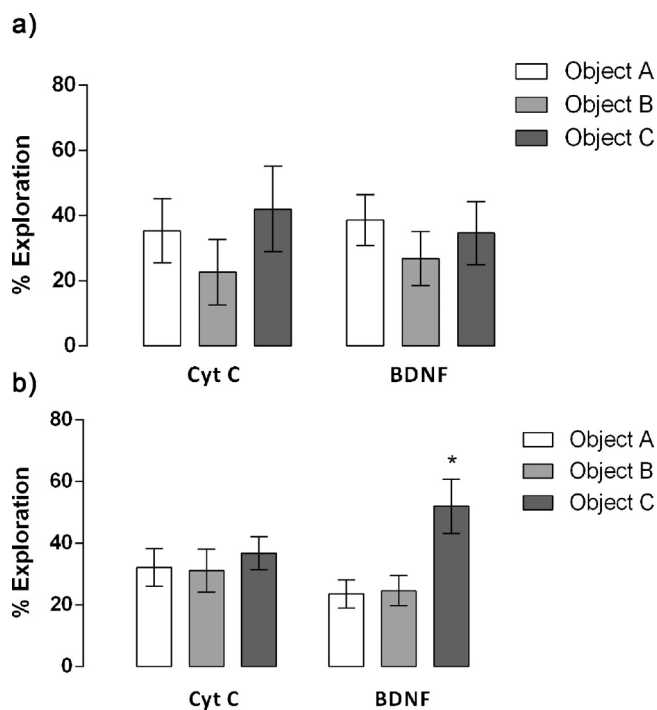 a)
80
60
40
20
0
% Exploration
Cyt C
BDNF
Object A
Object B
Object C
b)
80
60
40
20
0
% Exploration
*
Cyt C
BDNF
Object A
Object B
Object C